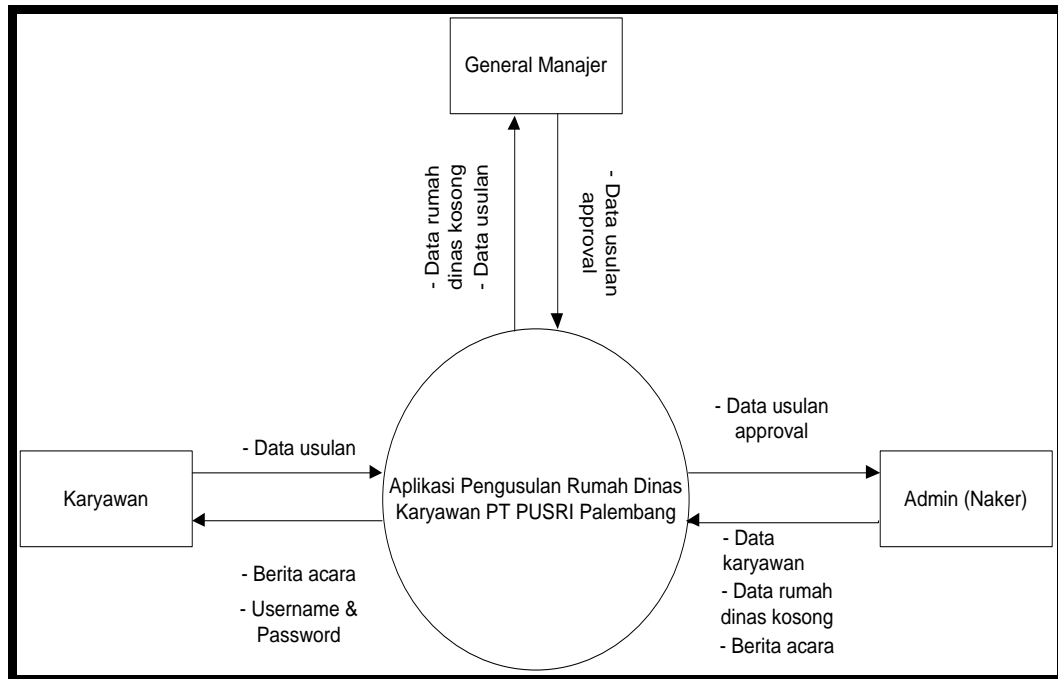 General Manajer
- Data rumah
dinas kosong
- Data usulan
- Data usulan
approval
Karyawan
- Data usulan
- Berita acara
- Username &
Password
Aplikasi Pengusulan Rumah Dinas
Karyawan PT PUSRI Palembang
- Data usulan
approval
Admin (Naker)
- Data
karyawan
- Data rumah
dinas kosong
- Berita acara